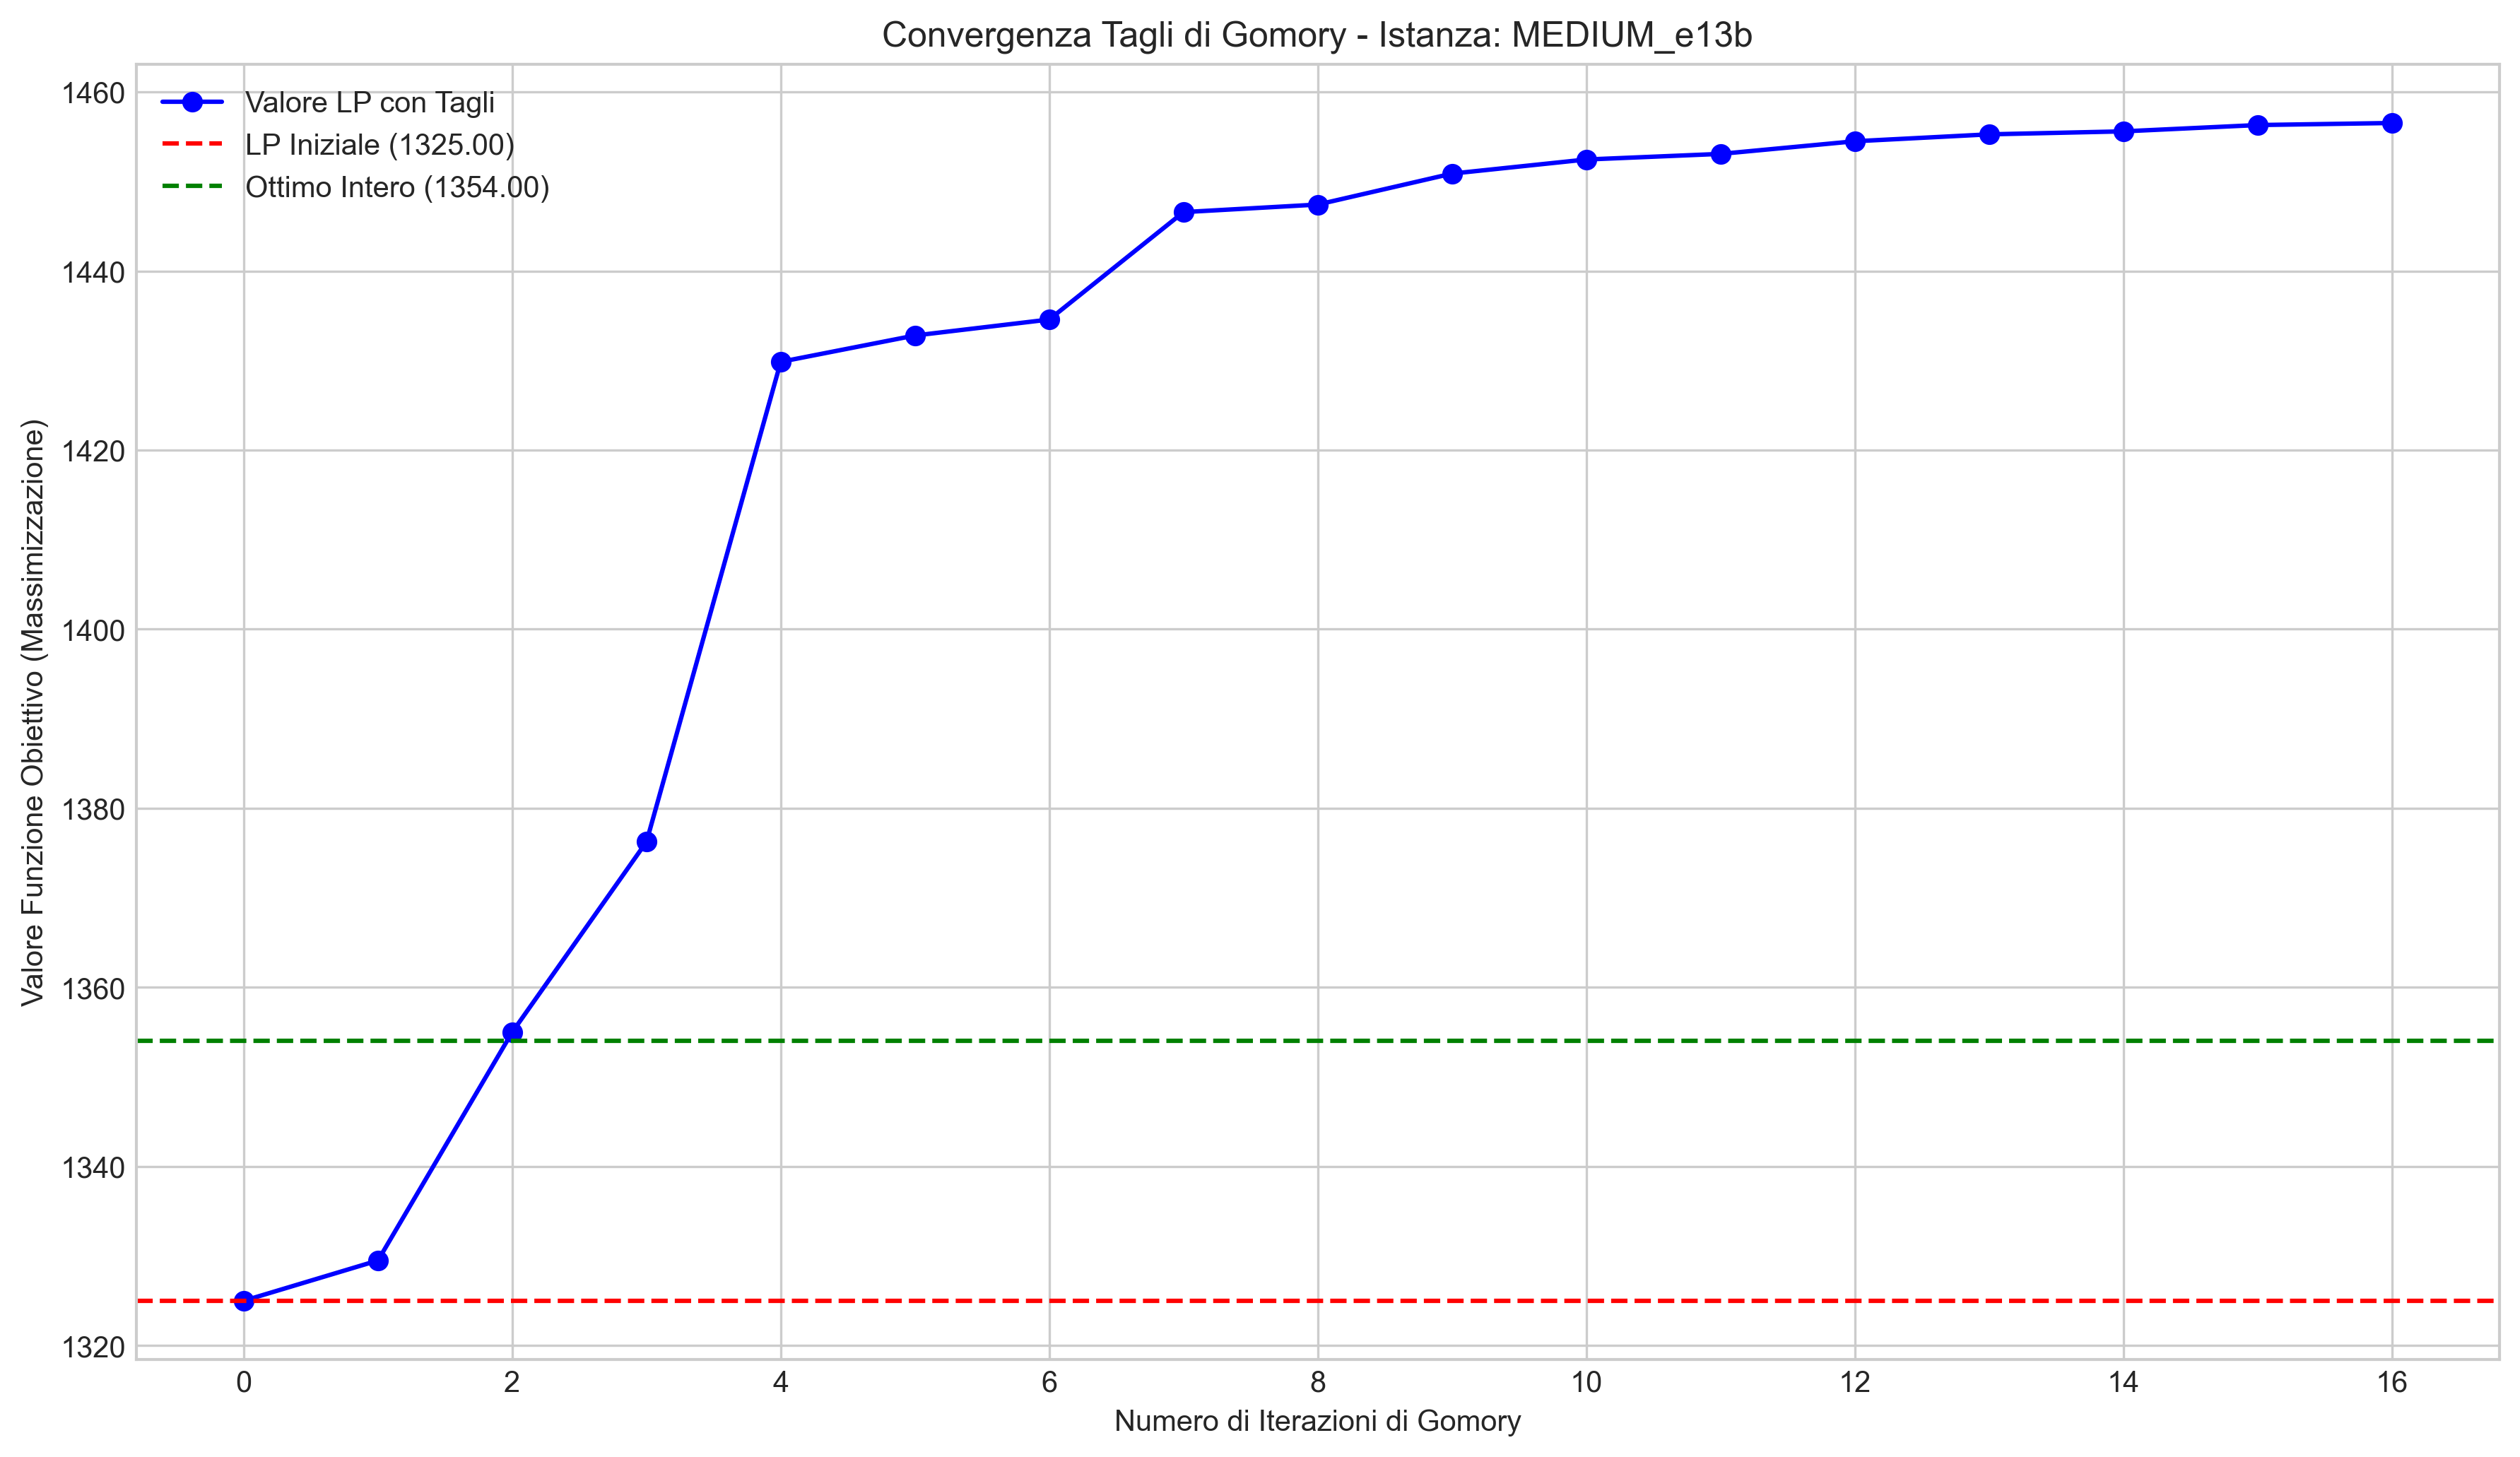 Convergenza Tagli di Gomory - Istanza: MEDIUM_e13b
Valore LP con Tagli
LP Iniziale (1325.00)
Ottimo Intero (1354.00)
Valore Funzione Obiettivo (Massimizzazione)
1460
1440
1420
1400
1380
1360
1340
1320
0 2 4 6 8 10 12 14 16
Numero di Iterazioni di Gomory